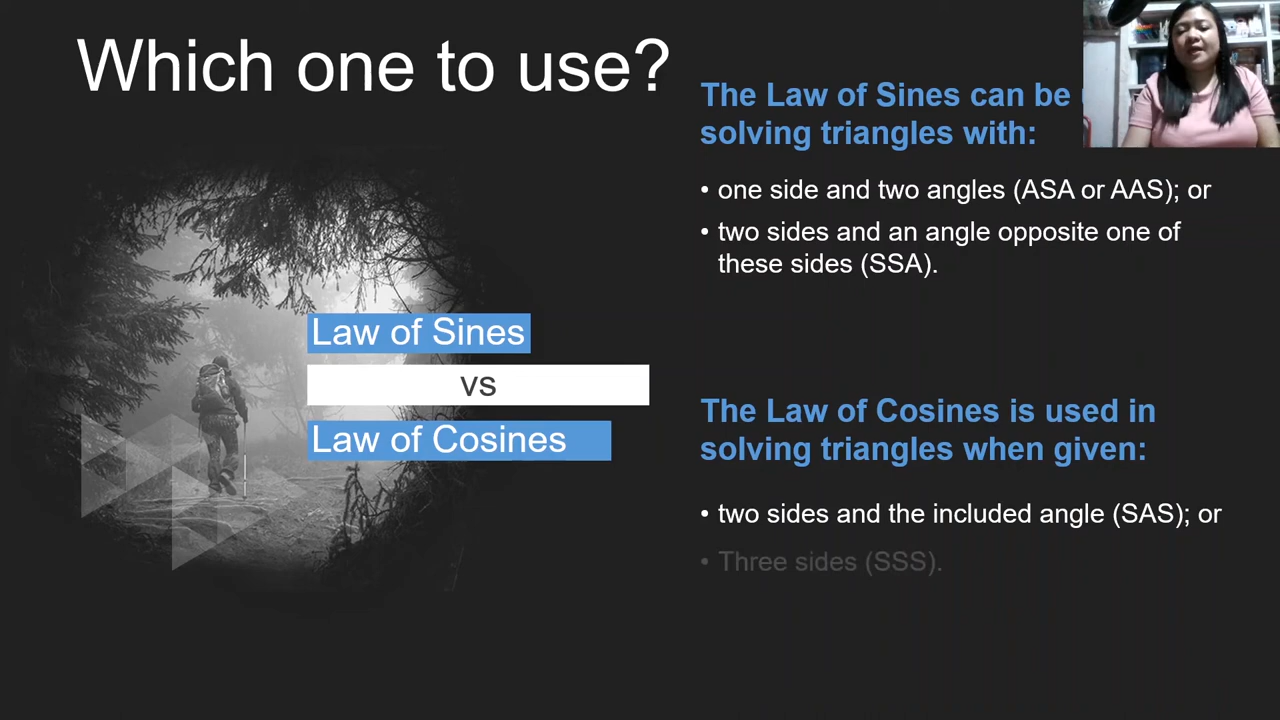 Which one to use?
Law of Sines
vs
Law of Cosines
The Law of Sines can be
solving triangles with:
• one side and two angles (ASA or AAS); or
• two sides and an angle opposite one of
these sides (SSA).
The Law of Cosines is used in
solving triangles when given:
• two sides and the included angle (SAS); or
• Three sides (SSS).